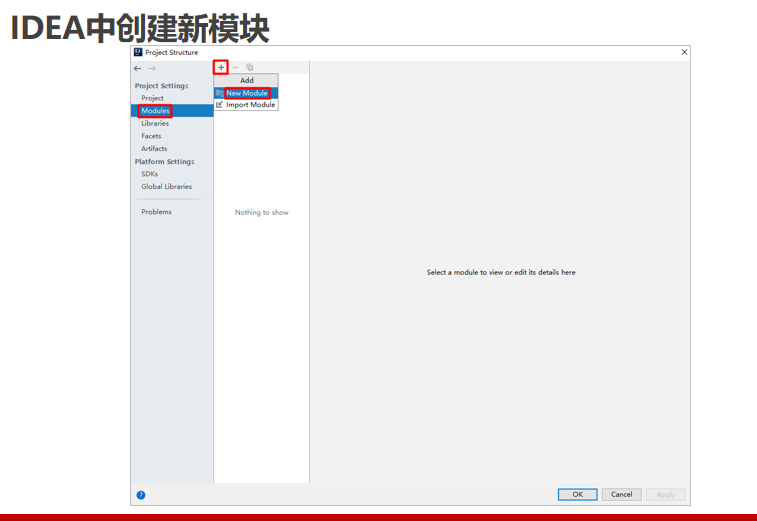 IDEA中创建新模块
Project Structure
Project Settings
Project
Modules
Libraries
Facets
Artifacts
Platform Settings
SDKs
Global Libraries
Problems
Add
New Module
Import Module
Nothing to show
Select a module to view or edit its details here
?
OK Cancel Apply